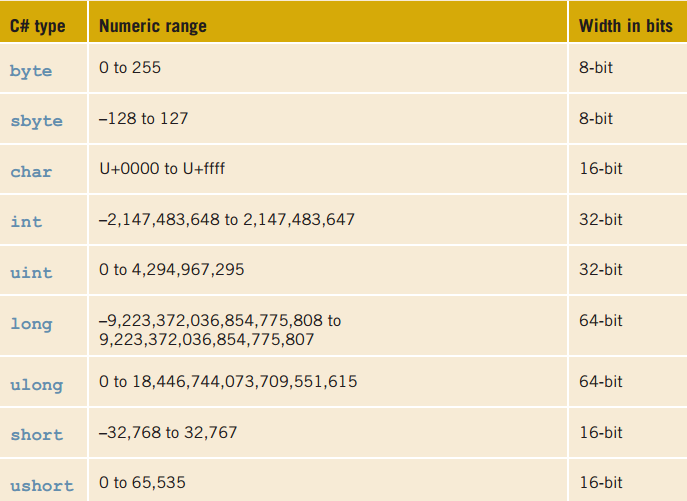 C# type Numeric range Width in bits
byte 0 to 255 8-bit
sbyte –128 to 127 8-bit
char U+0000 to U+ffff 16-bit
int –2,147,483,648 to 2,147,483,647 32-bit
uint 0 to 4,294,967,295 32-bit
long –9,223,372,036,854,775,808 to 64-bit
9,223,372,036,854,775,807
ulong 0 to 18,446,744,073,709,551,615 64-bit
short –32,768 to 32,767 16-bit
ushort 0 to 65,535 16-bit